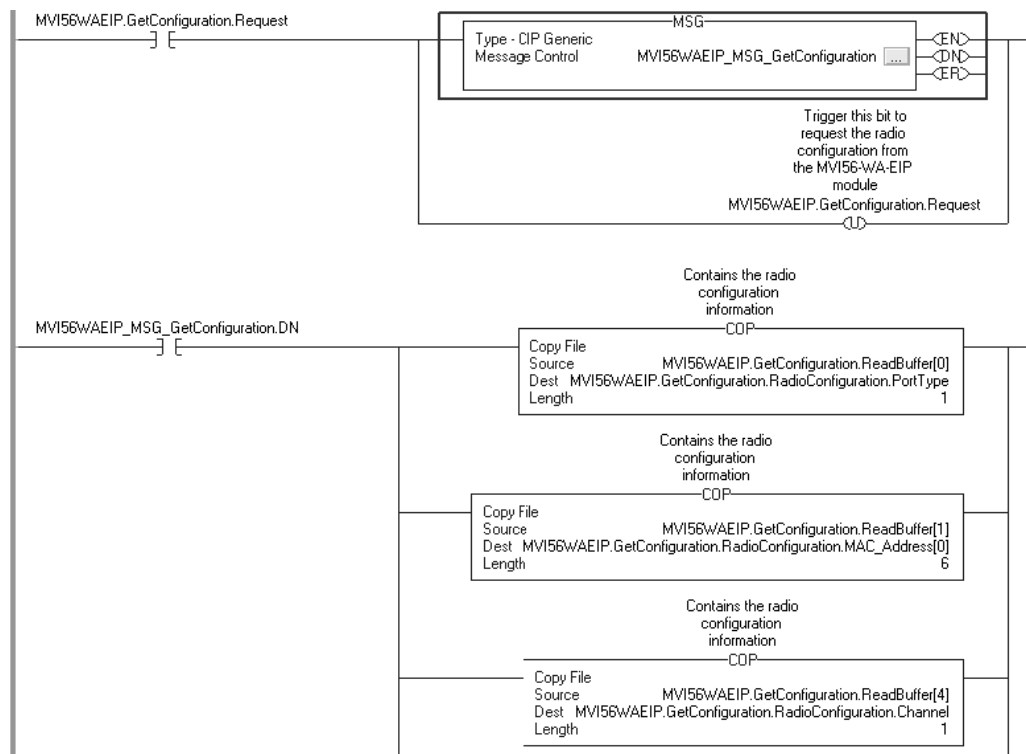 MVI56WAEIP.GetConfiguration.Request
MSG
Type - CIP Generic
Message Control MVI56WAEIP_MSG_GetConfiguration ...
EN
DN
ER
Trigger this bit to
request the radio
configuration from
the MVI56-WA-EIP
module
MVI56WAEIP.GetConfiguration.Request
U
Contains the radio
configuration
information
MVI56WAEIP_MSG_GetConfiguration.DN
COP
Copy File
Source MVI56WAEIP.GetConfiguration.ReadBuffer[0]
Dest MVI56WAEIP.GetConfiguration.RadioConfiguration.PortType
Length 1
Contains the radio
configuration
information
COP
Copy File
Source MVI56WAEIP.GetConfiguration.ReadBuffer[1]
Dest MVI56WAEIP.GetConfiguration.RadioConfiguration.MAC_Address[0]
Length 6
Contains the radio
configuration
information
COP
Copy File
Source MVI56WAEIP.GetConfiguration.ReadBuffer[4]
Dest MVI56WAEIP.GetConfiguration.RadioConfiguration.Channel
Length 1